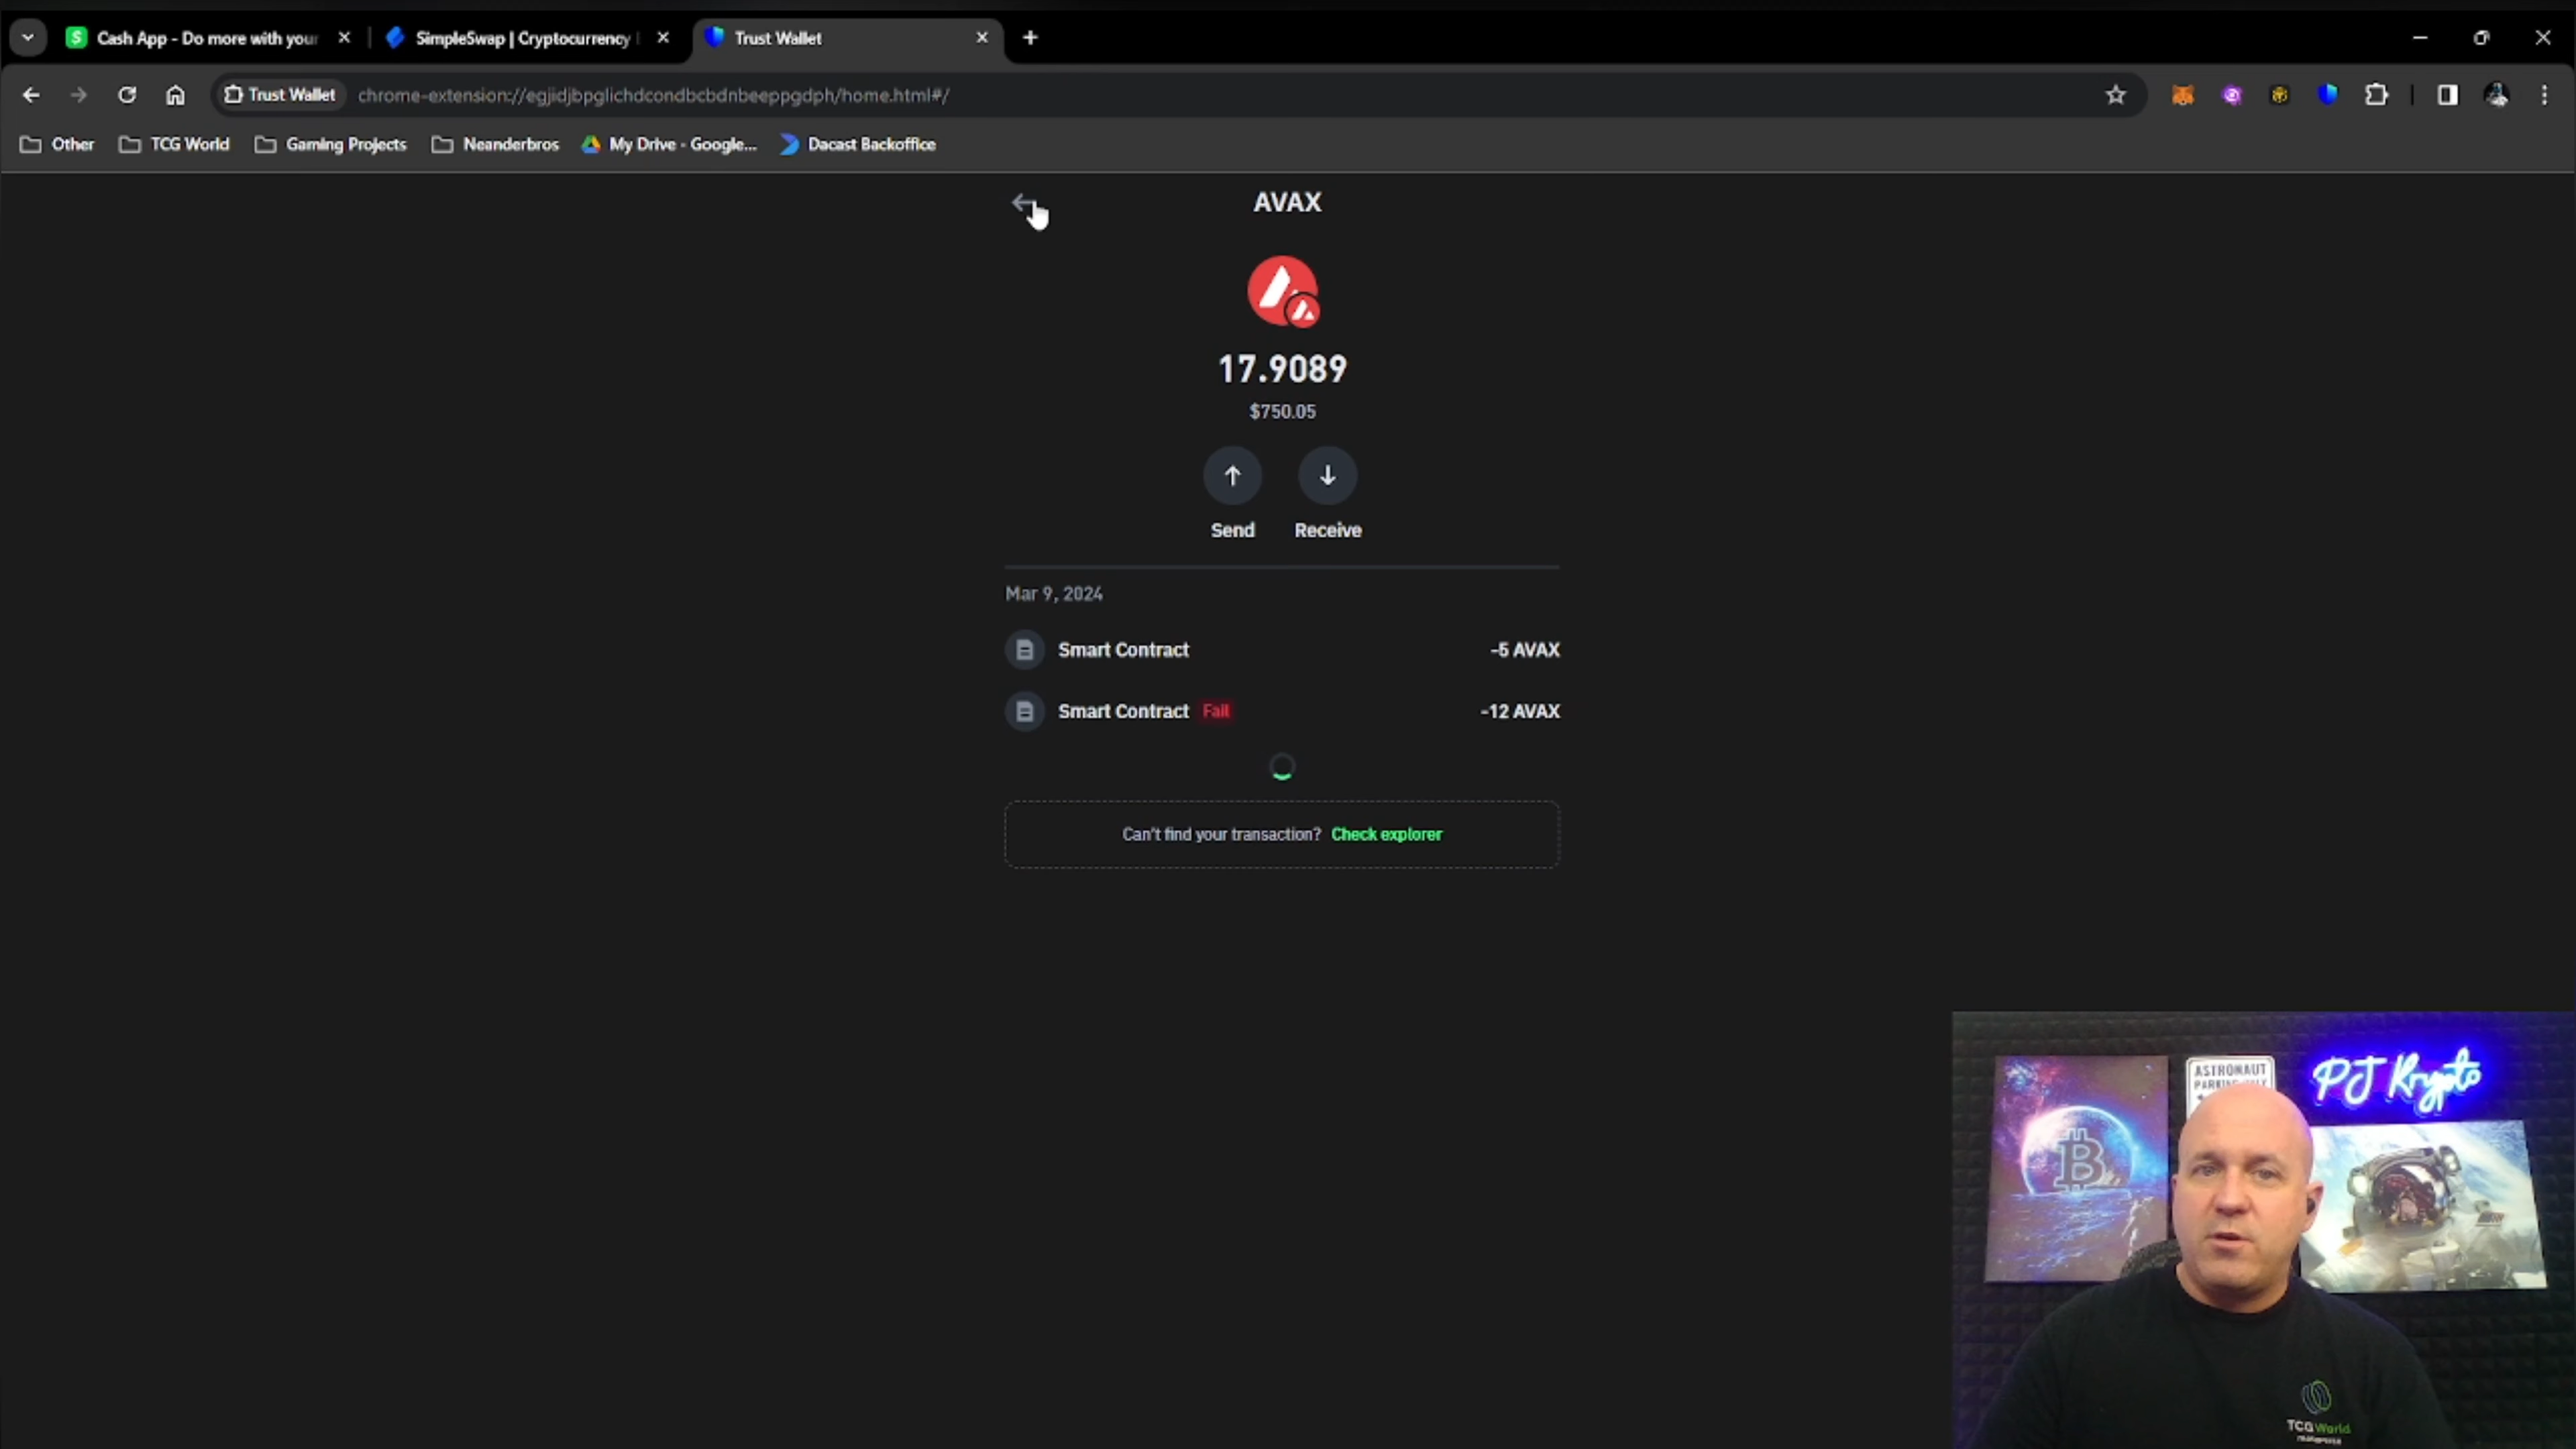 Cash App - Do more with your
SimpleSwap | Cryptocurrency
Trust Wallet
Trust Wallet
chrome-extension://egjidjbpglichdcondbcbdnbeeppgdph/home.html#/
Other
TCG World
Gaming Projects
Neanderbros
My Drive - Google...
Dacast Backoffice
AVAX
17.9089
$750.05
Send
Receive
Mar 9, 2024
Smart Contract
-5 AVAX
Smart Contract Fail
-12 AVAX
Can't find your transaction? Check explorer
ASTRONAUT
PJ Krypto
TCGWorld